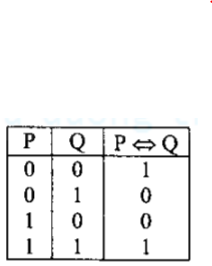 P Q P ⇔ Q
0 0 1
0 1 0
1 0 0
1 1 1